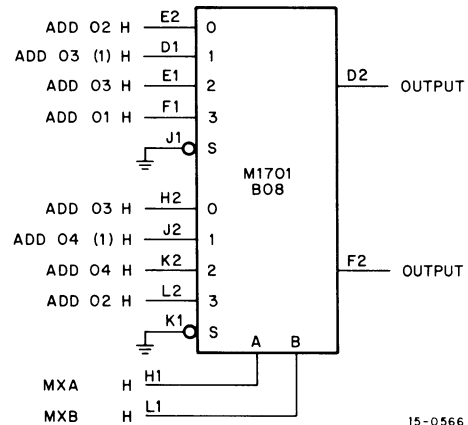 ADD 02 H E2 0
ADD 03 (1) H D1 1
ADD 03 H E1 2
ADD 01 H F1 3
J1 S
D2 OUTPUT
M1701
B08
ADD 03 H H2 0
ADD 04 (1) H J2 1
ADD 04 H K2 2
ADD 02 H L2 3
K1 S
F2 OUTPUT
A B
MXA H H1
MXB H L1
15-0566